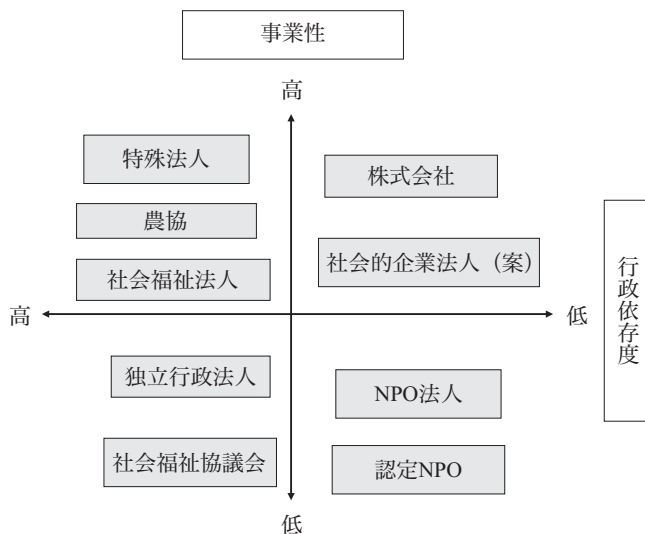 事業性
高
特殊法人
株式会社
農協
社会的企業法人（案）
社会福祉法人
高
低
行政依存度
独立行政法人
NPO法人
社会福祉協議会
認定NPO
低